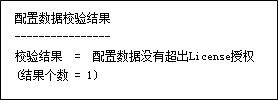 配置数据校验结果
----------------
校验结果  =  配置数据没有超出License授权
(结果个数 = 1)